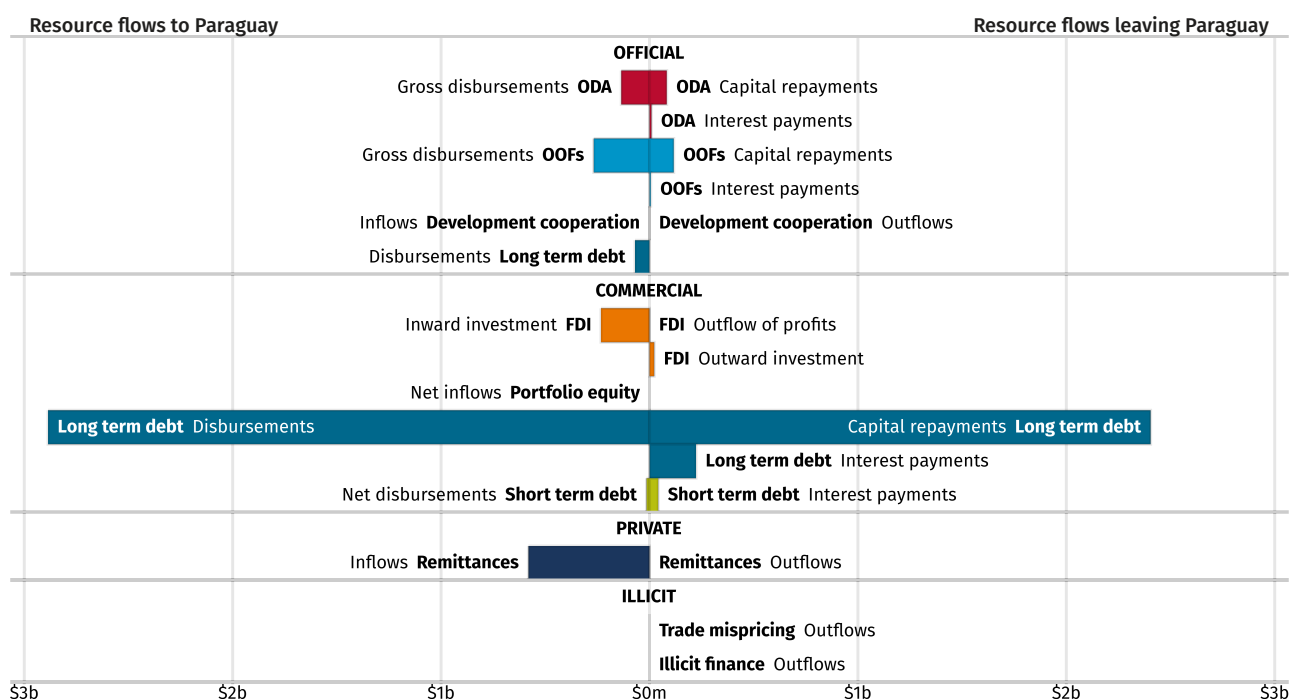 Resource flows to Paraguay Resource flows leaving Paraguay
OFFICIAL
Gross disbursements ODA ODA Capital repayments
ODA Interest payments
Gross disbursements OOFs OOFs Capital repayments
OOFs Interest payments
Inflows Development cooperation Development cooperation Outflows
Disbursements Long term debt
COMMERCIAL
Inward investment FDI FDI Outflow of profits
FDI Outward investment
Net inflows Portfolio equity
Long term debt Disbursements Capital repayments Long term debt
Long term debt Interest payments
Net disbursements Short term debt Short term debt Interest payments
PRIVATE
Inflows Remittances Remittances Outflows
ILLICIT
Trade mispricing Outflows
Illicit finance Outflows
$3b $2b $1b $0m $1b $2b $3b